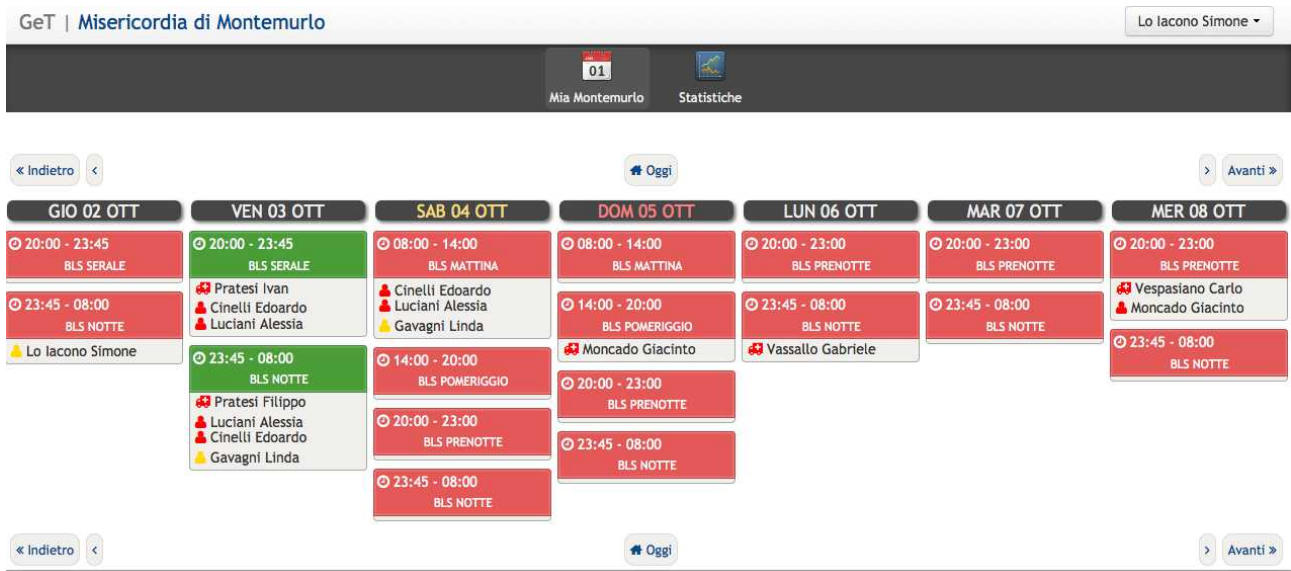 GeT | Misericordia di Montemurlo
Lo Iacono Simone
01
Mia Montemurlo
Statistiche
« Indietro
<
Oggi
>
Avanti »
GIO 02 OTT
20:00 - 23:45
BLS SERALE
23:45 - 08:00
BLS NOTTE
Lo Iacono Simone
VEN 03 OTT
20:00 - 23:45
BLS SERALE
Pratesi Ivan
Cinelli Edoardo
Luciani Alessia
23:45 - 08:00
BLS NOTTE
Pratesi Filippo
Luciani Alessia
Cinelli Edoardo
Gavagni Linda
SAB 04 OTT
08:00 - 14:00
BLS MATTINA
Cinelli Edoardo
Luciani Alessia
Gavagni Linda
14:00 - 20:00
BLS POMERIGGIO
20:00 - 23:00
BLS PRENOTTE
23:45 - 08:00
BLS NOTTE
DOM 05 OTT
08:00 - 14:00
BLS MATTINA
14:00 - 20:00
BLS POMERIGGIO
Moncado Giacinto
20:00 - 23:00
BLS PRENOTTE
23:45 - 08:00
BLS NOTTE
LUN 06 OTT
20:00 - 23:00
BLS PRENOTTE
23:45 - 08:00
BLS NOTTE
Vassallo Gabriele
MAR 07 OTT
20:00 - 23:00
BLS PRENOTTE
23:45 - 08:00
BLS NOTTE
MER 08 OTT
20:00 - 23:00
BLS PRENOTTE
Vespasiano Carlo
Moncado Giacinto
23:45 - 08:00
BLS NOTTE
« Indietro
<
Oggi
>
Avanti »